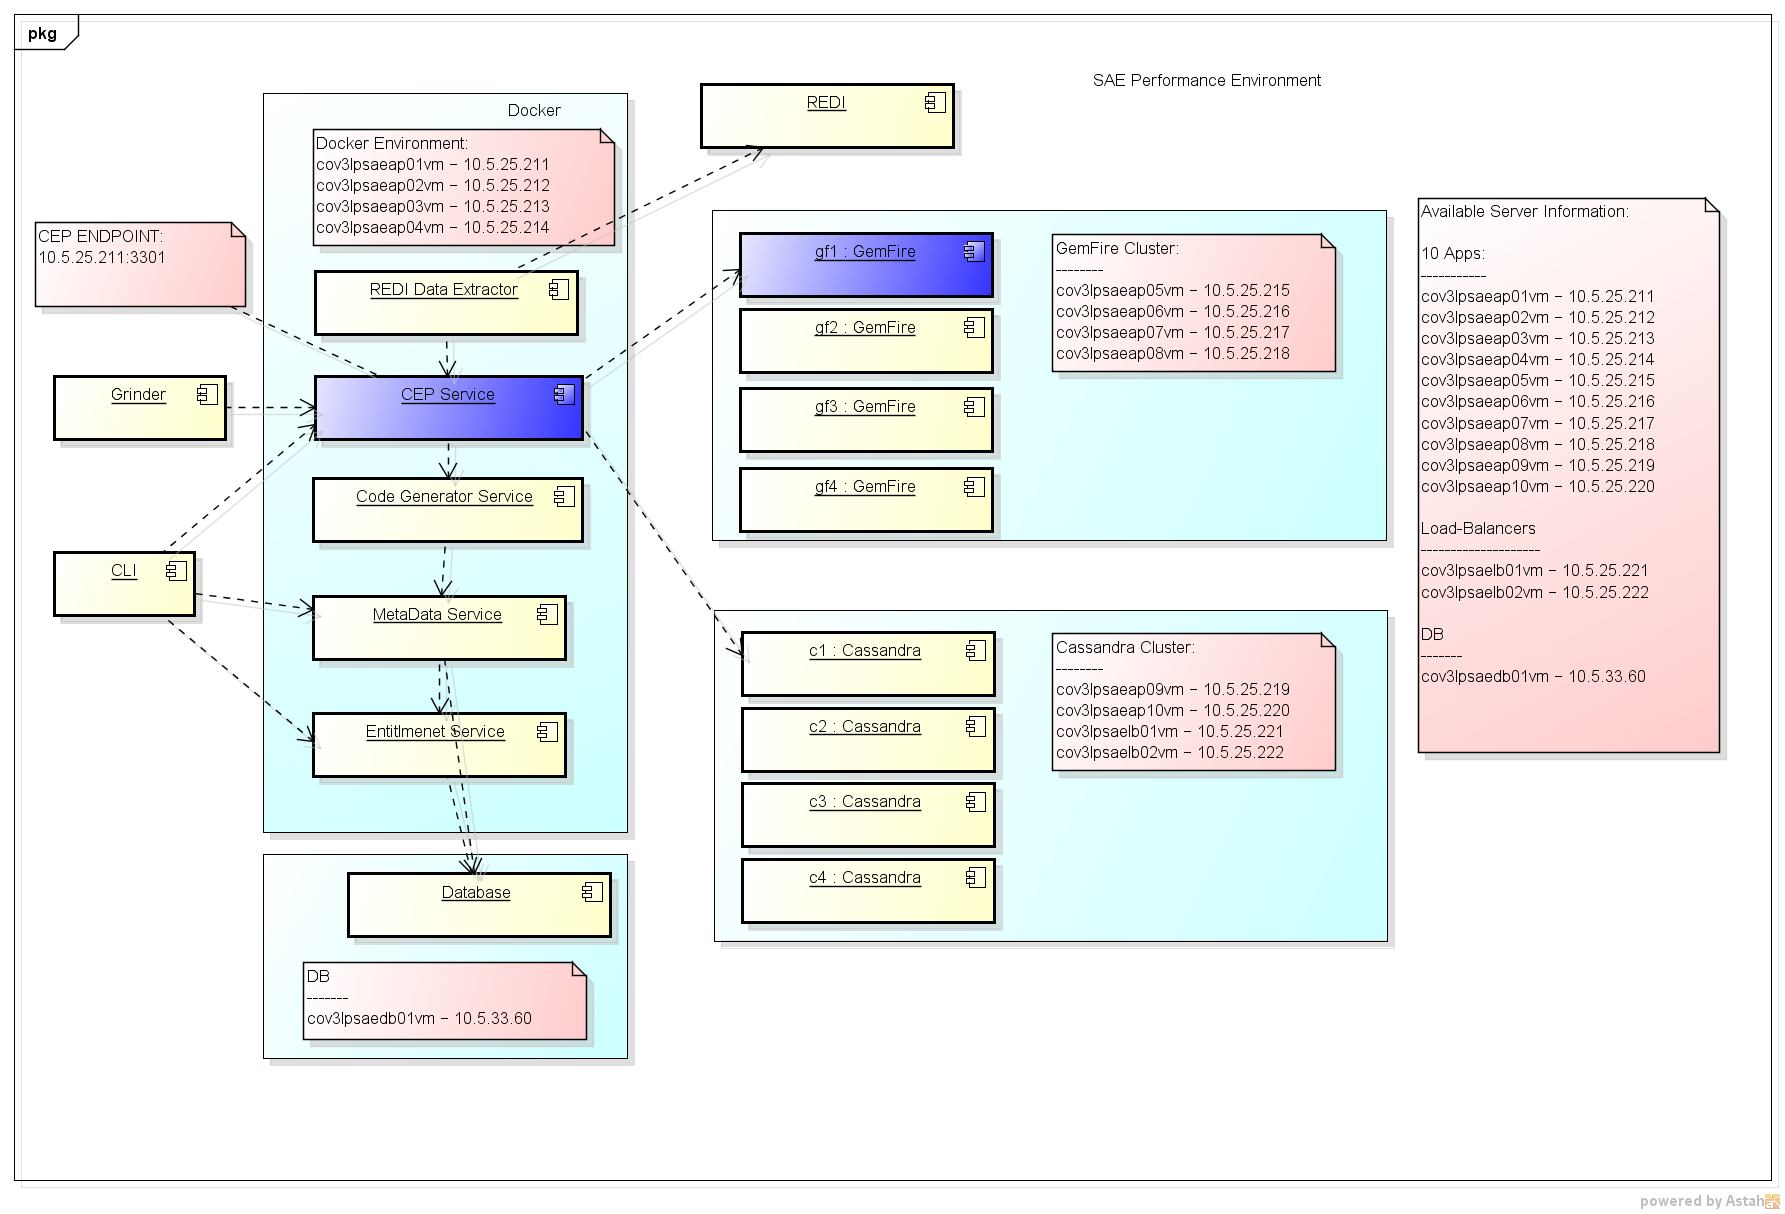 pkg
SAE Performance Environment
Docker
Docker Environment:
cov3lpsaeap01vm – 10.5.25.211
cov3lpsaeap02vm – 10.5.25.212
cov3lpsaeap03vm – 10.5.25.213
cov3lpsaeap04vm – 10.5.25.214
REDI
CEP ENDPOINT:
10.5.25.211:3301
REDI Data Extractor
Grinder
CEP Service
Code Generator Service
CLI
MetaData Service
Entitlmenet Service
Database
DB
-------
cov3lpsaedb01vm – 10.5.33.60
gf1 : GemFire
gf2 : GemFire
gf3 : GemFire
gf4 : GemFire
GemFire Cluster:
--------
cov3lpsaeap05vm – 10.5.25.215
cov3lpsaeap06vm – 10.5.25.216
cov3lpsaeap07vm – 10.5.25.217
cov3lpsaeap08vm – 10.5.25.218
c1 : Cassandra
c2 : Cassandra
c3 : Cassandra
c4 : Cassandra
Cassandra Cluster:
--------
cov3lpsaeap09vm – 10.5.25.219
cov3lpsaeap10vm – 10.5.25.220
cov3lpsaelb01vm – 10.5.25.221
cov3lpsaelb02vm – 10.5.25.222
Available Server Information:
10 Apps:
-----------
cov3lpsaeap01vm – 10.5.25.211
cov3lpsaeap02vm – 10.5.25.212
cov3lpsaeap03vm – 10.5.25.213
cov3lpsaeap04vm – 10.5.25.214
cov3lpsaeap05vm – 10.5.25.215
cov3lpsaeap06vm – 10.5.25.216
cov3lpsaeap07vm – 10.5.25.217
cov3lpsaeap08vm – 10.5.25.218
cov3lpsaeap09vm – 10.5.25.219
cov3lpsaeap10vm – 10.5.25.220
Load-Balancers
--------------------
cov3lpsaelb01vm – 10.5.25.221
cov3lpsaelb02vm – 10.5.25.222
DB
-------
cov3lpsaedb01vm – 10.5.33.60
powered by Astah